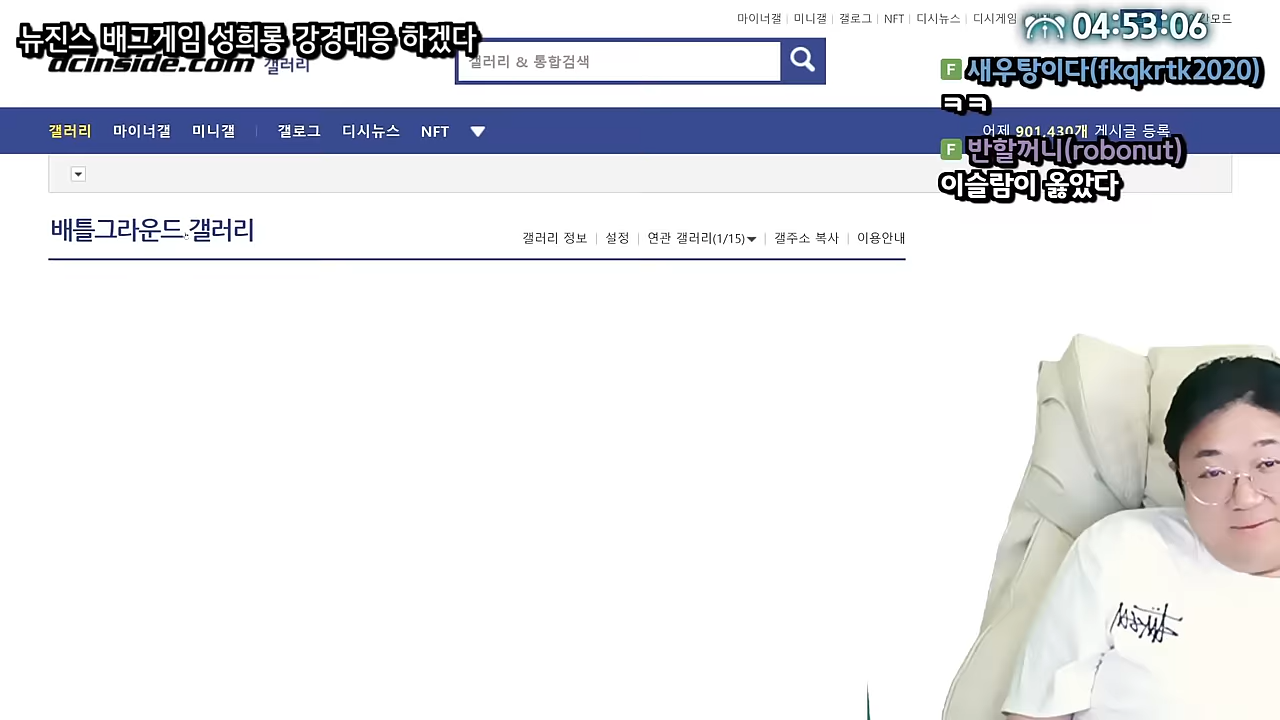 마이너갤 미니갤 갤로그 NFT 디시뉴스 디시게임
모드
04:53:06
뉴진스 배그게임 성희롱 강경대응 하겠다
dcinside.com 갤러리
갤러리 & 통합검색
F 새우탕이다(fkqkrtk2020)
ㅋㅋ
갤러리 마이너갤 미니갤 갤로그 디시뉴스 NFT
어제 901,430개 게시글 등록
F 반할꺼니(robonut)
이슬람이 옳았다
배틀그라운드 갤러리
갤러리 정보 설정 연관 갤러리(1/15) 갤주소 복사 이용안내